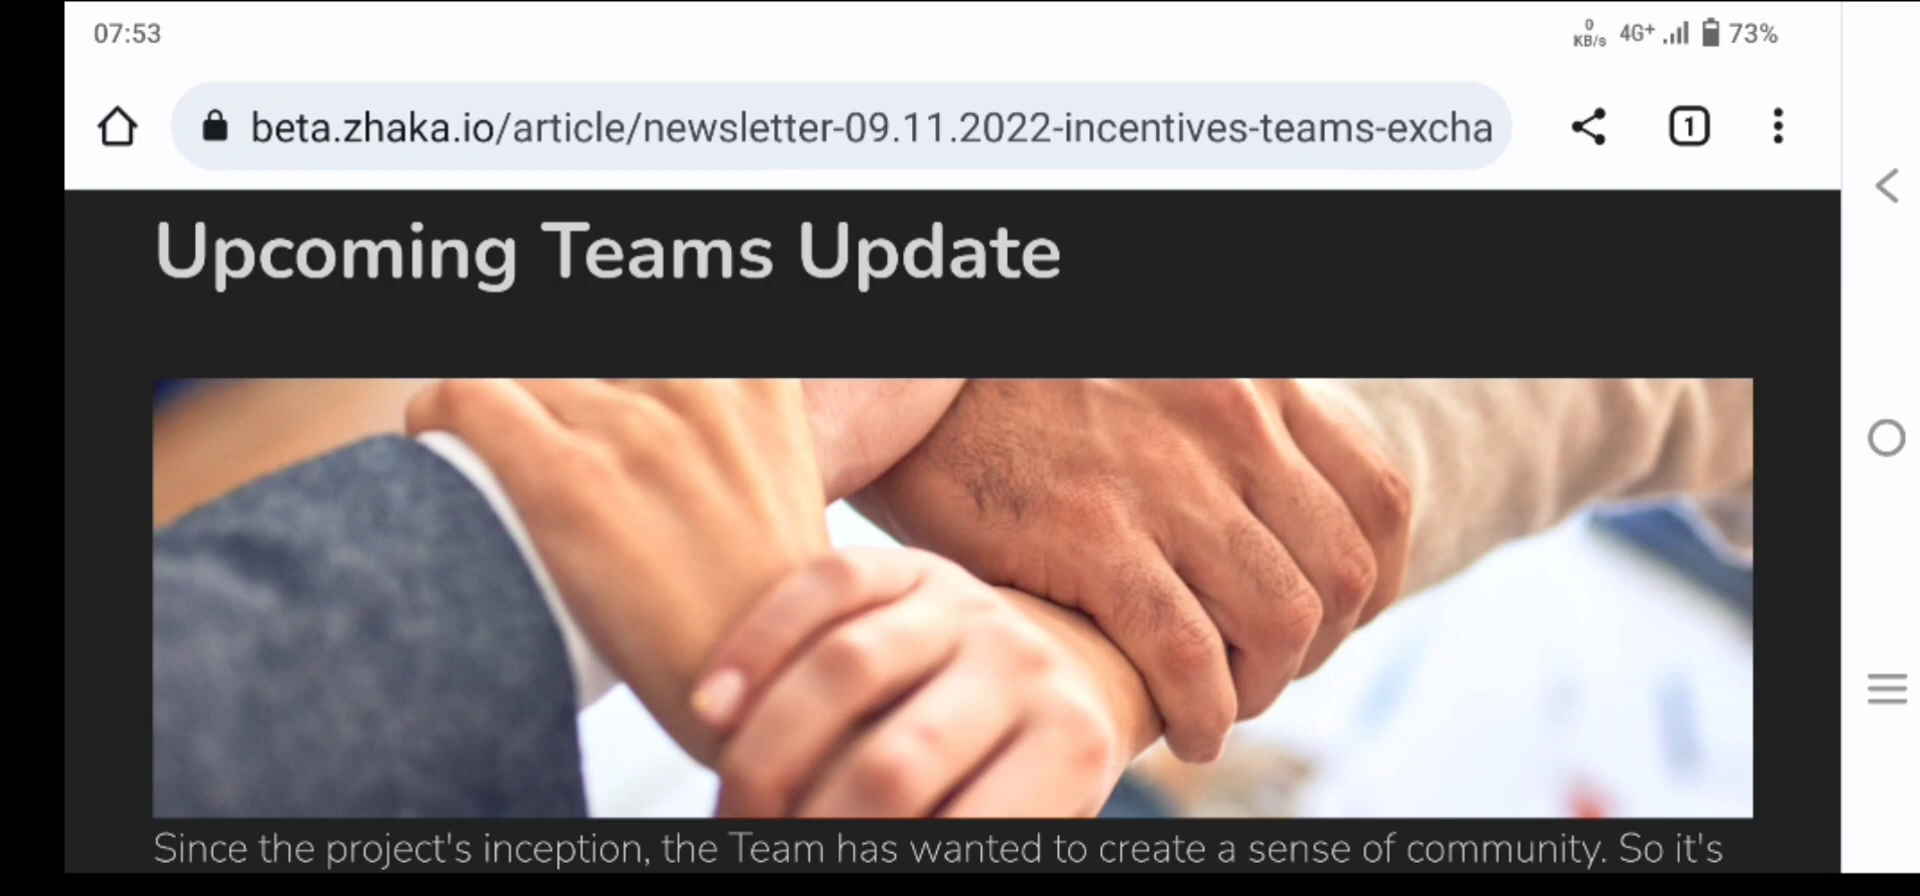 07:53
0
KB/s 4G+ 73%
beta.zhaka.io/article/newsletter-09.11.2022-incentives-teams-excha
1
Upcoming Teams Update
Since the project's inception, the Team has wanted to create a sense of community. So it's